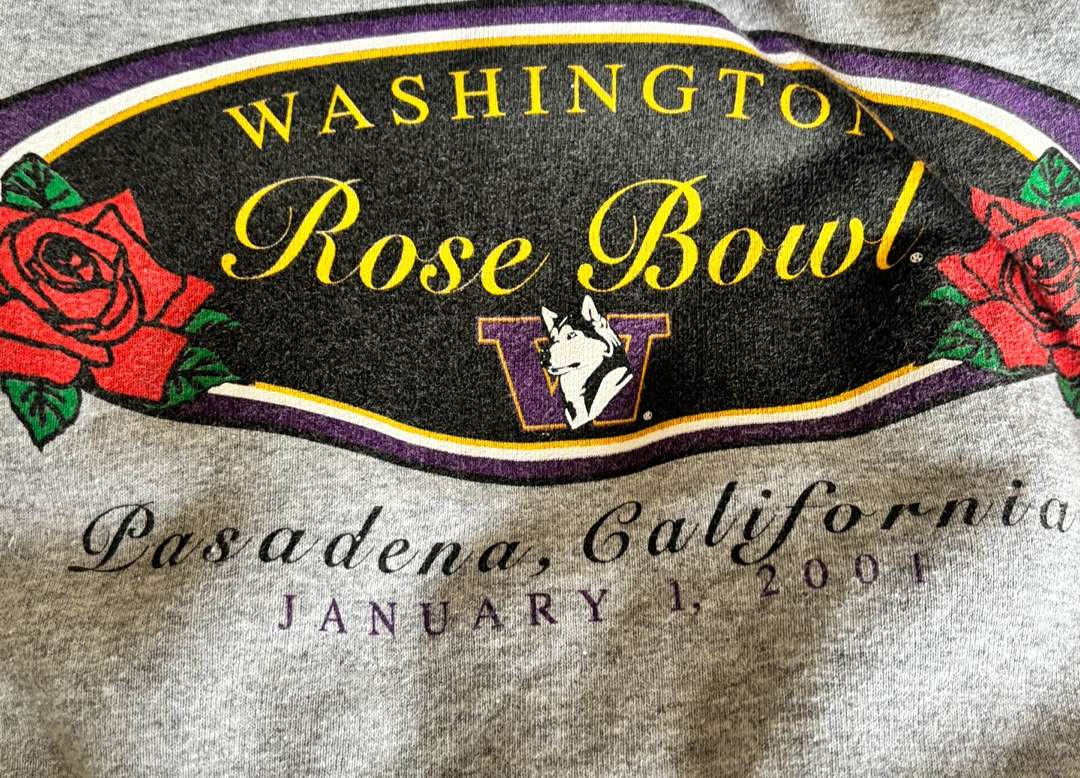 WASHINGTON
Rose Bowl®
W
Pasadena, California
JANUARY 1, 2001